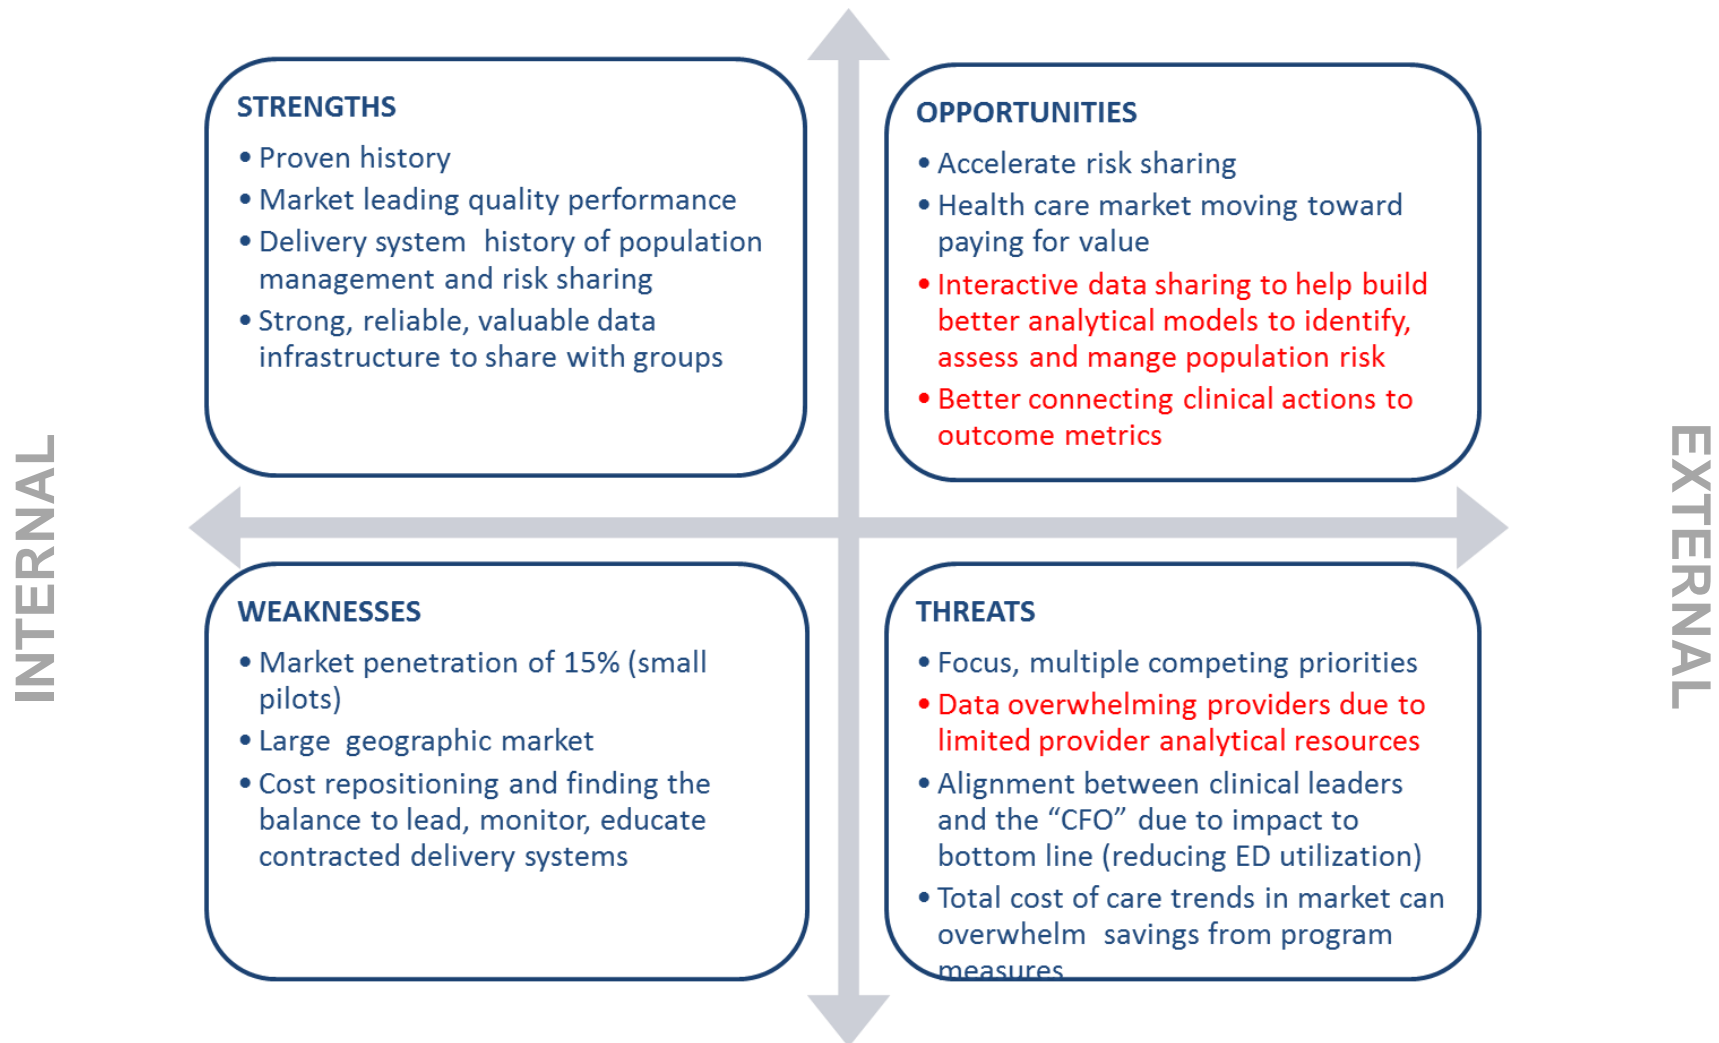 INTERNAL
STRENGTHS
• Proven history
• Market leading quality performance
• Delivery system history of population
management and risk sharing
• Strong, reliable, valuable data
infrastructure to share with groups
OPPORTUNITIES
• Accelerate risk sharing
• Health care market moving toward
paying for value
• Interactive data sharing to help build
better analytical models to identify,
assess and mange population risk
• Better connecting clinical actions to
outcome metrics
WEAKNESSES
• Market penetration of 15% (small
pilots)
• Large geographic market
• Cost repositioning and finding the
balance to lead, monitor, educate
contracted delivery systems
THREATS
• Focus, multiple competing priorities
• Data overwhelming providers due to
limited provider analytical resources
• Alignment between clinical leaders
and the “CFO” due to impact to
bottom line (reducing ED utilization)
• Total cost of care trends in market can
overwhelm savings from program
measures
EXTERNAL